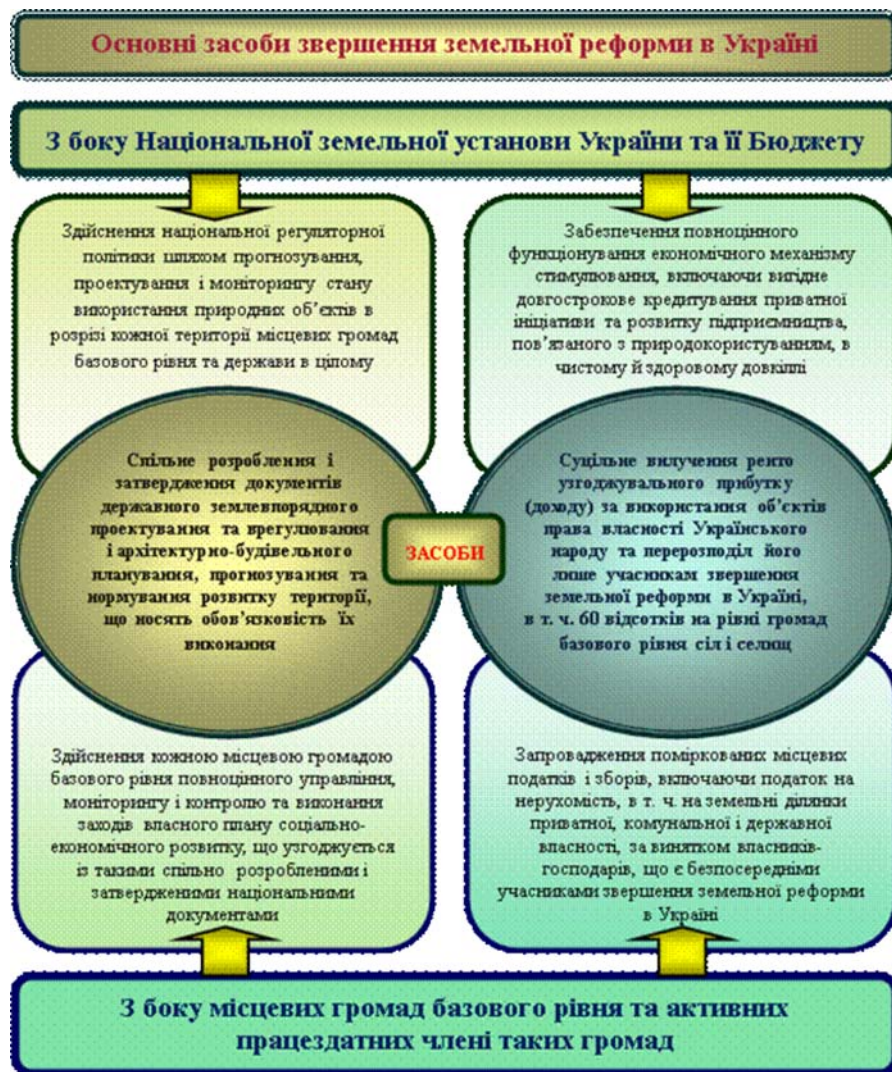 Основні засоби звершення земельної реформи в Україні
З боку Національної земельної установи України та її Бюджету
Здійснення національної регуляторної
політики шляхом прогнозування,
проектування і моніторингу стану
використання природних об’єктів в
розрізі кожної території місцевих громад
базового рівня та держави в цілому
Забезпечення повноцінного
функціонування економічного механізму
стимулювання, включаючи вигідне
довгострокове кредитування приватної
ініціативи та розвитку підприємництва,
пов’язаного з природокористуванням, в
чистому й здоровому довкіллі
Спільне розроблення і
затвердження документів
державного землевпорядного
проектування та врегулювання
і архітектурно-будівельного
планування, прогнозування та
нормування розвитку території,
що носять обов’язковість їх
виконання
ЗАСОБИ
Суцільне вилучення ренто
узгоджувального прибутку
(доходу) за використання об’єктів
права власності Українського
народу та перерозподіл його
лише учасникам звершення
земельної реформи в Україні,
в т. ч. 60 відсотків на рівні громад
базового рівня сіл і селищ
Здійснення кожною місцевою громадою
базового рівня повноцінного управління,
моніторингу і контролю та виконання
заходів власного плану соціально-
економічного розвитку, що узгоджується
із такими спільно розробленими і
затвердженими національними
документами
Запровадження поміркованих місцевих
податків і зборів, включаючи податок на
нерухомість, в т. ч. на земельні ділянки
приватної, комунальної і державної
власності, за винятком власників-
господарів, що є безпосередніми
учасниками звершення земельної реформи
в Україні
З боку місцевих громад базового рівня та активних
працездатних члені таких громад